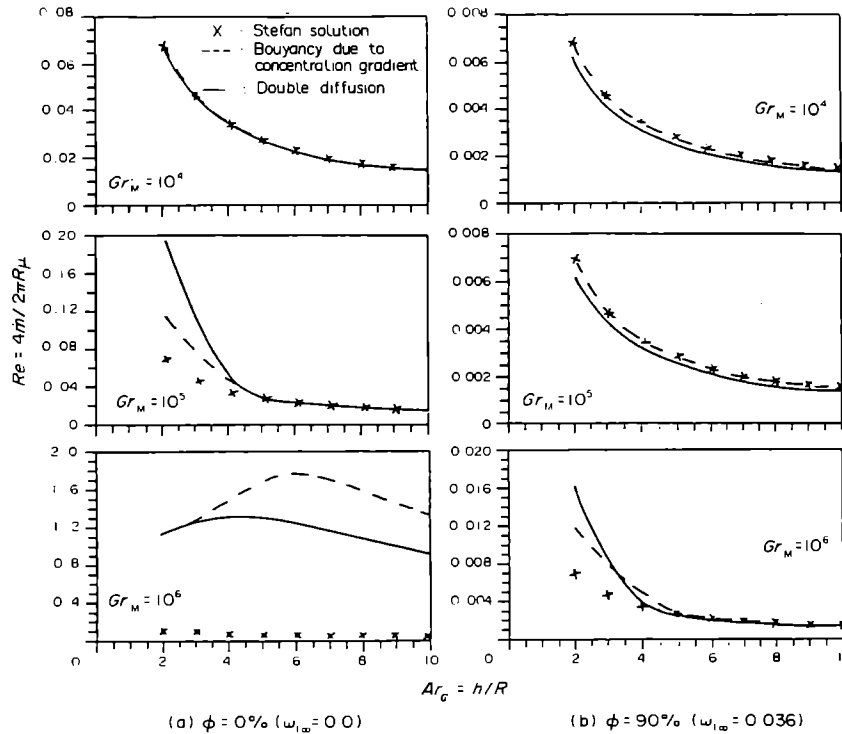 0 08
0 06
0 04
0 02
0
× : Stefan solution
--- : Bouyancy due to
concentration gradient
— : Double diffusion
Gr_M = 10^4
0 008
0 006
0 004
0 002
0
Gr_M = 10^4
0 20
0 16
0 12
0 08
0 04
0
Gr_M = 10^5
0 008
0 006
0 004
0 002
0
Gr_M = 10^5
2 0
1 6
1 2
0 8
0 4
0
Gr_M = 10^6
0 2 4 6 8 10
0 020
0 016
0 012
0 008
0 004
0
Gr_M = 10^6
0 2 4 6 8 10
Re = 4ṁ/2πRμ
Ar_G = h/R
(a) φ = 0% (ω_1∞ = 0 0)
(b) φ = 90% (ω_1∞ = 0 036)